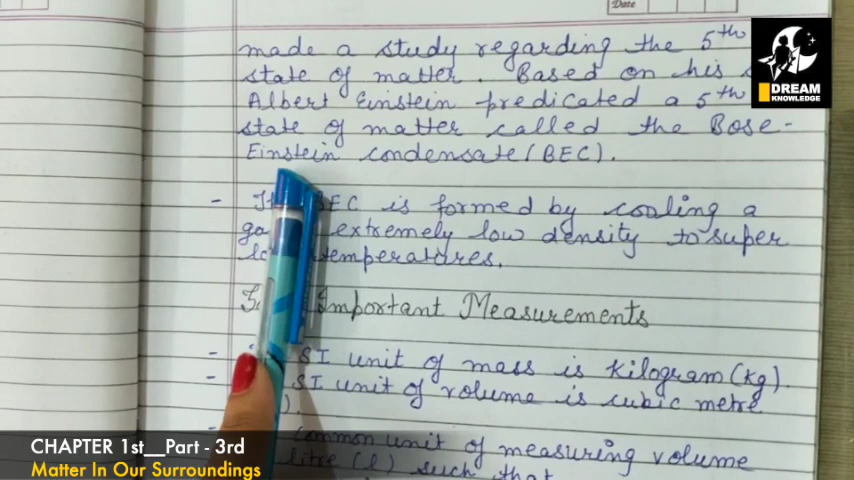 Date
made a study regarding the 5th
state of matter. Based on his
Albert Einstein predicated a 5th
state of matter called the Bose-
Einstein condensate (BEC).
- BEC is formed by cooling a
extremely low density to super
temperatures.
Important Measurements
- SI unit of mass is Kilogram (kg).
- SI unit of volume is cubic metre
).
- common unit of measuring volume
litre (l) such that
DREAM
KNOWLEDGE
CHAPTER 1st__Part - 3rd
Matter In Our Surroundings